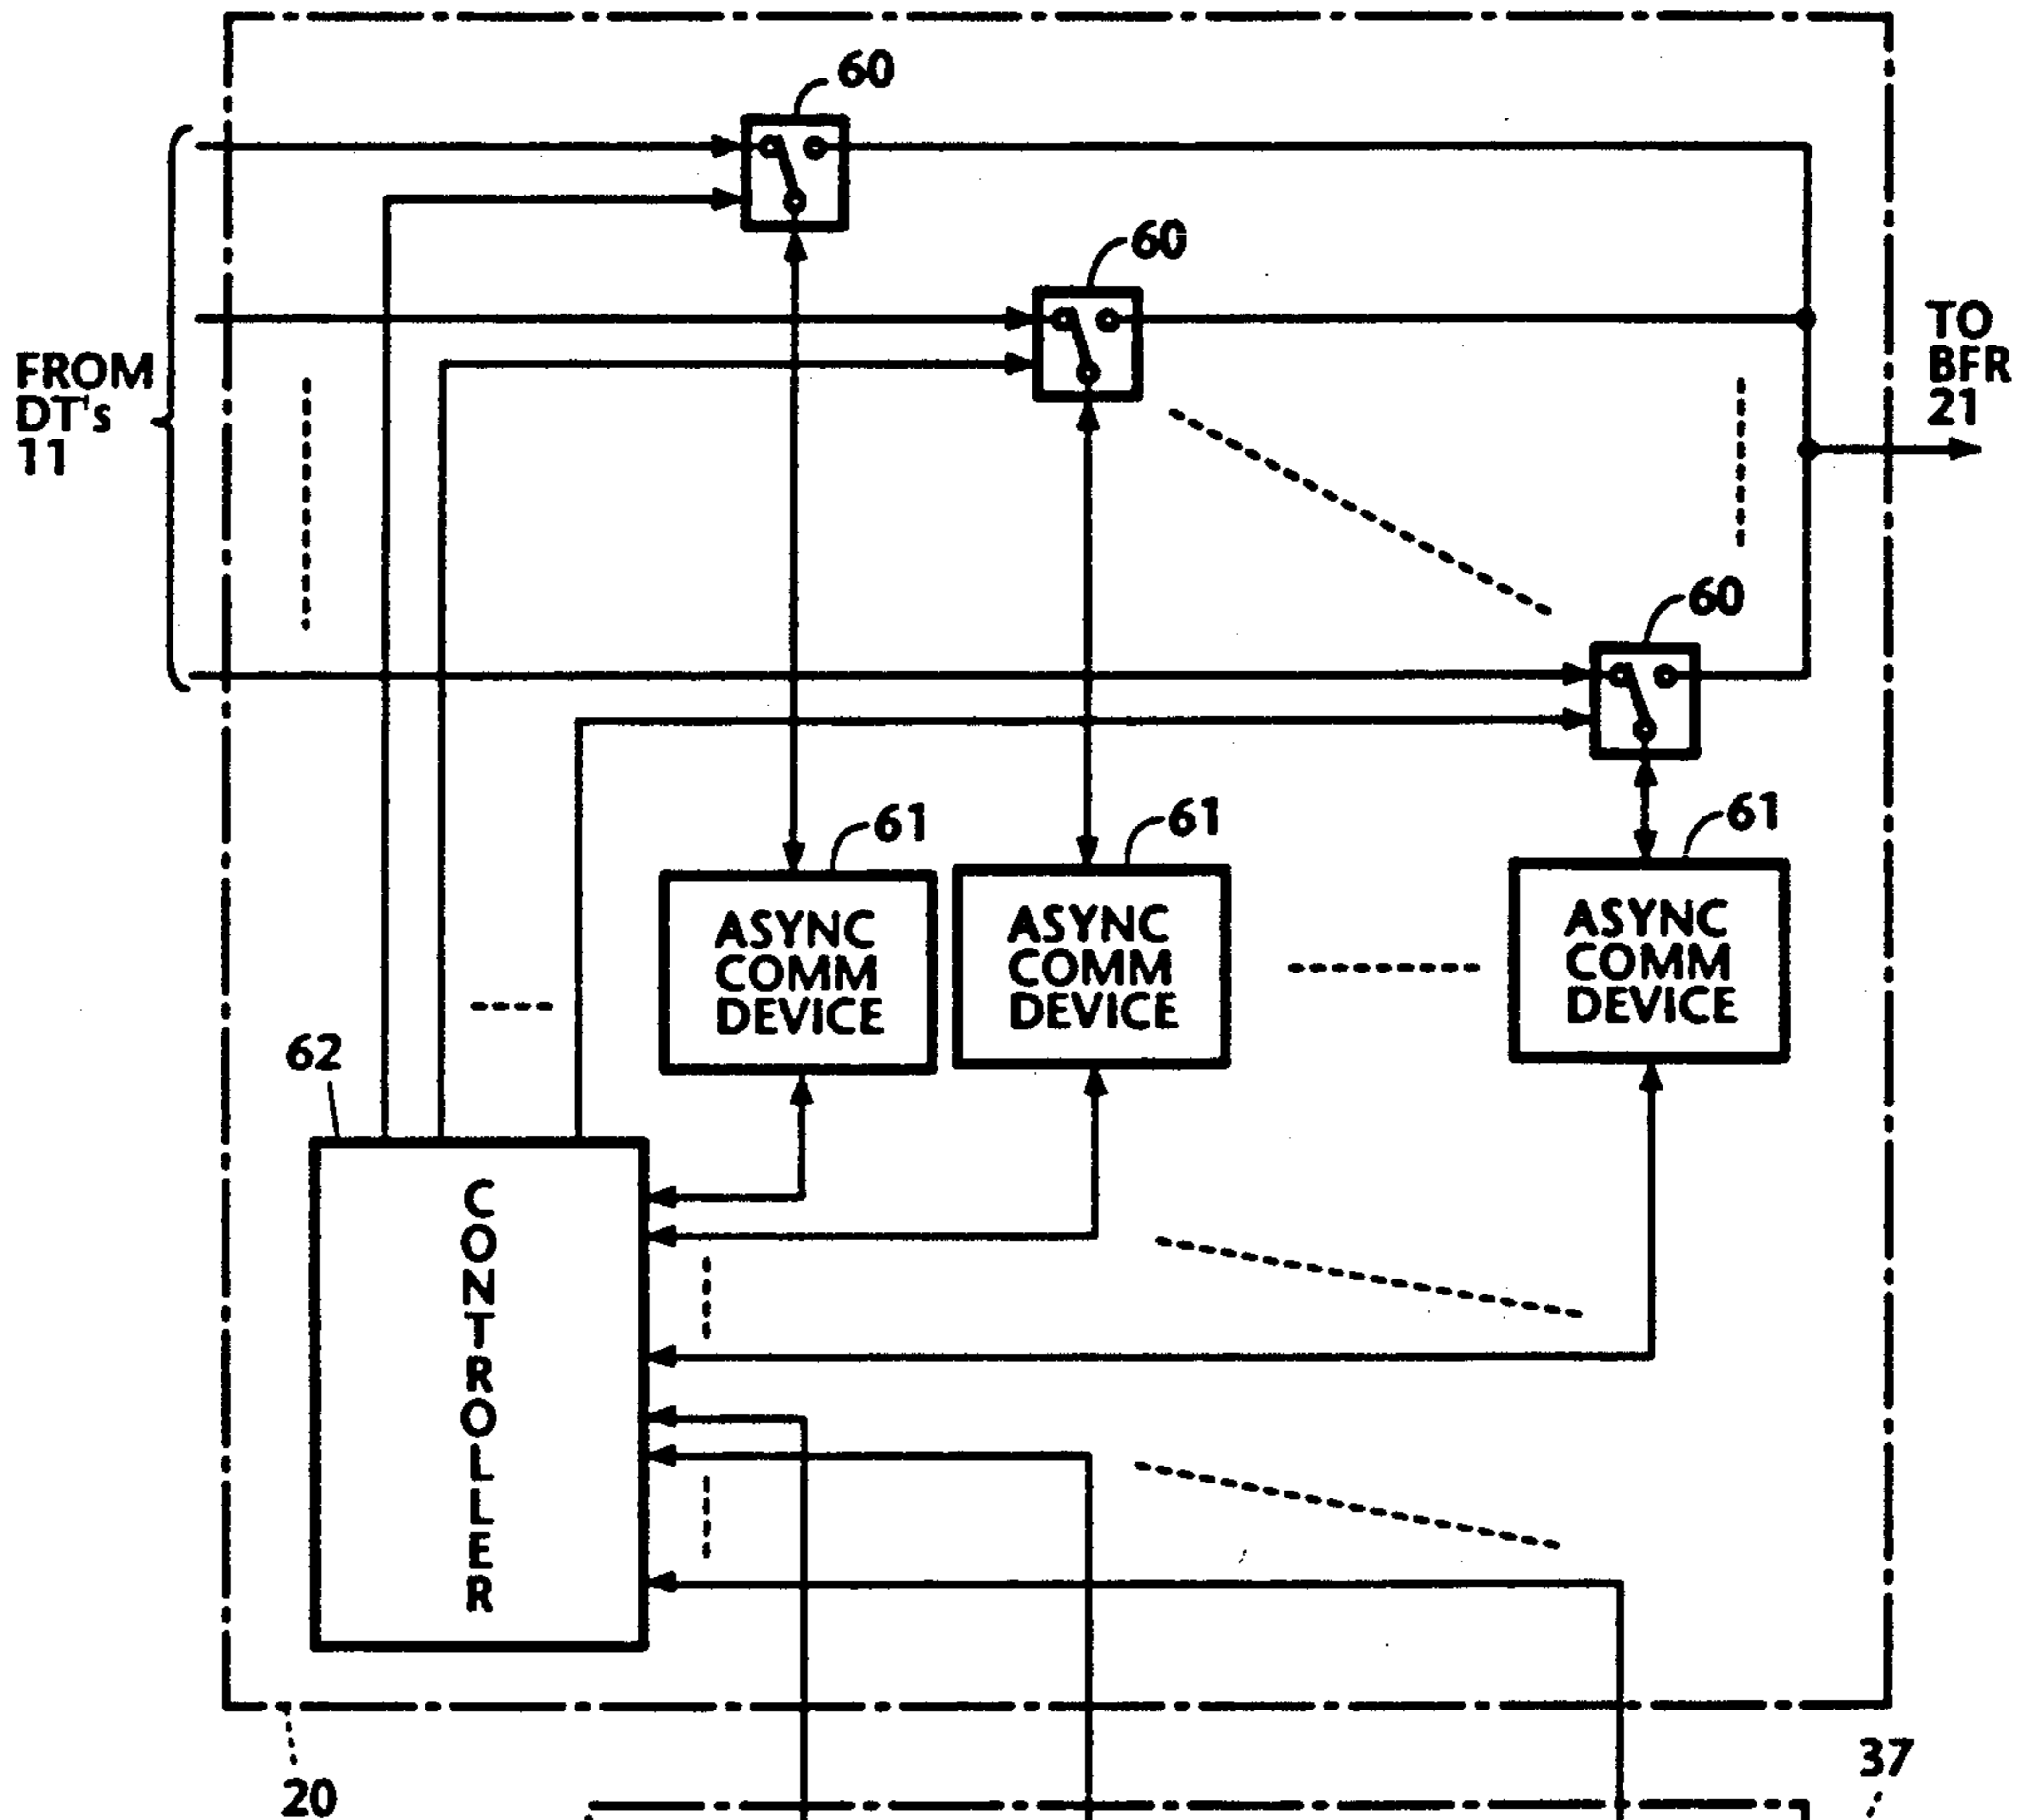 60
60
FROM
DT's
11
TO
BFR
21
60
61
61
61
ASYNC
COMM
DEVICE
ASYNC
COMM
DEVICE
ASYNC
COMM
DEVICE
62
CONTROLLER
20
37